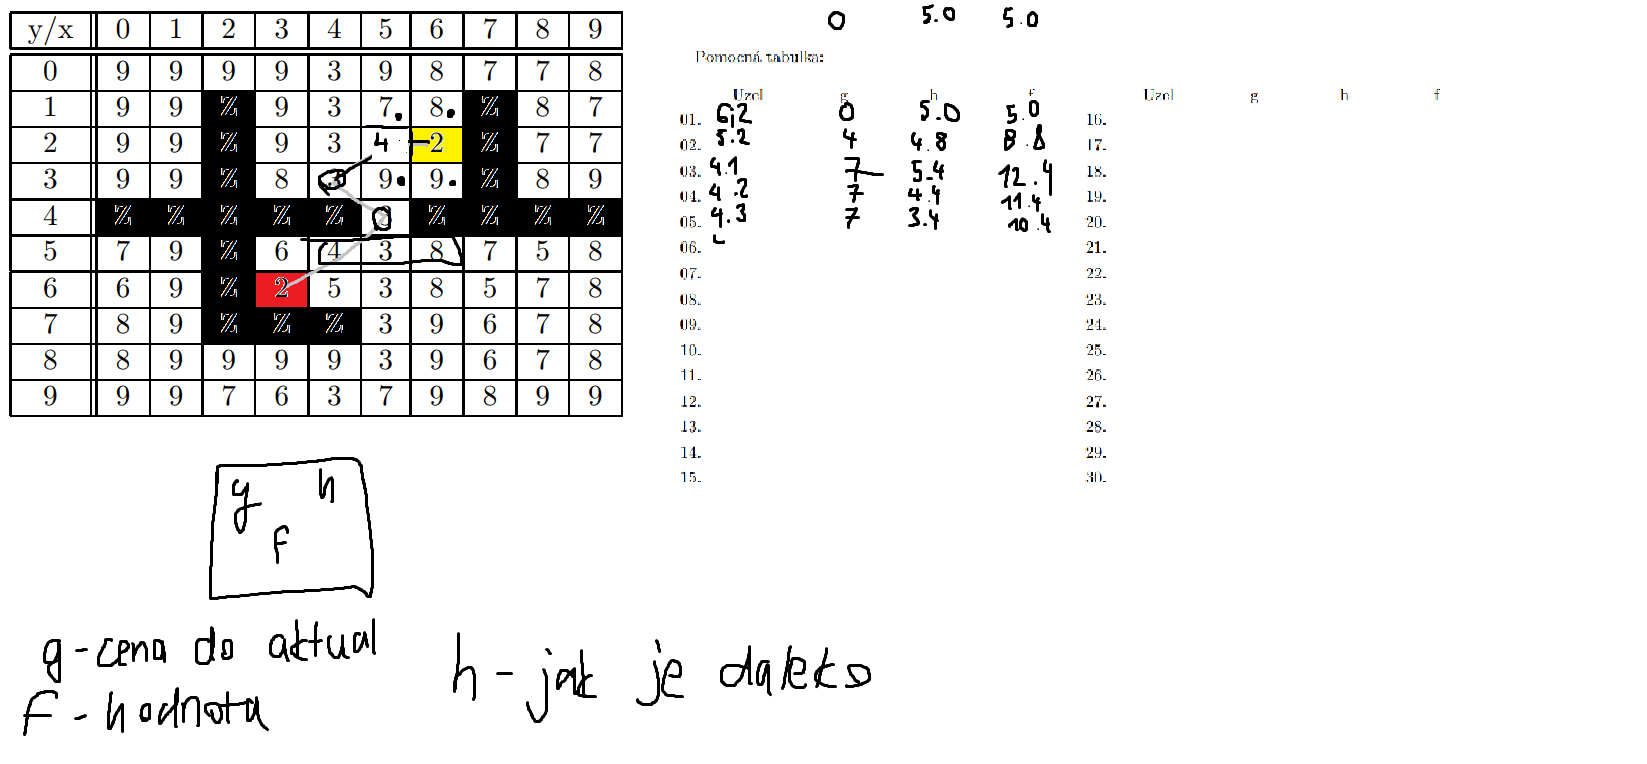 0 5.0 5.0
y/x 0 1 2 3 4 5 6 7 8 9
0 9 9 9 9 3 9 8 7 7 8
1 9 9 Z 9 3 7. 8. Z 8 7
2 9 9 Z 9 3 4 2 Z 7 7
3 9 9 Z 8 3 9. 9. Z 8 9
4 Z Z Z Z Z Z Z Z Z
5 7 9 Z 6 4 3 8 7 5 8
6 6 9 Z 2 5 3 8 5 7 8
7 8 9 Z Z Z 3 9 6 7 8
8 8 9 9 9 9 3 9 6 7 8
9 9 9 7 6 3 7 9 8 9 9
Pomocná tabulka:
Uzel g h f
01. 6,2 0 5.0 5.0
02. 5.2 4 4.8 8.8
03. 4.1 7 5.4 12.4
04. 4.2 7 4.4 11.4
05. 4.3 7 3.4 10.4
06.
07.
08.
09.
10.
11.
12.
13.
14.
15.
Uzel g h f
16.
17.
18.
19.
20.
21.
22.
23.
24.
25.
26.
27.
28.
29.
30.
g h
f
g - cena do aktual
h - jak je daleko
f - hodnota